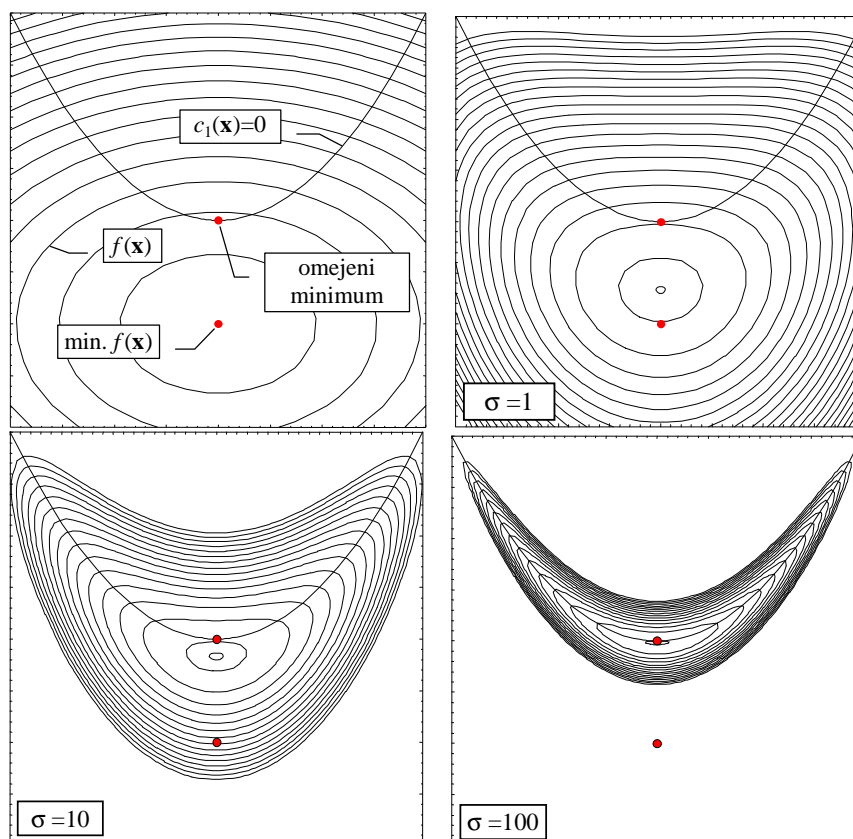 c₁(x)=0
f(x)
omejeni
minimum
min. f(x)
σ =1
σ =10
σ =100